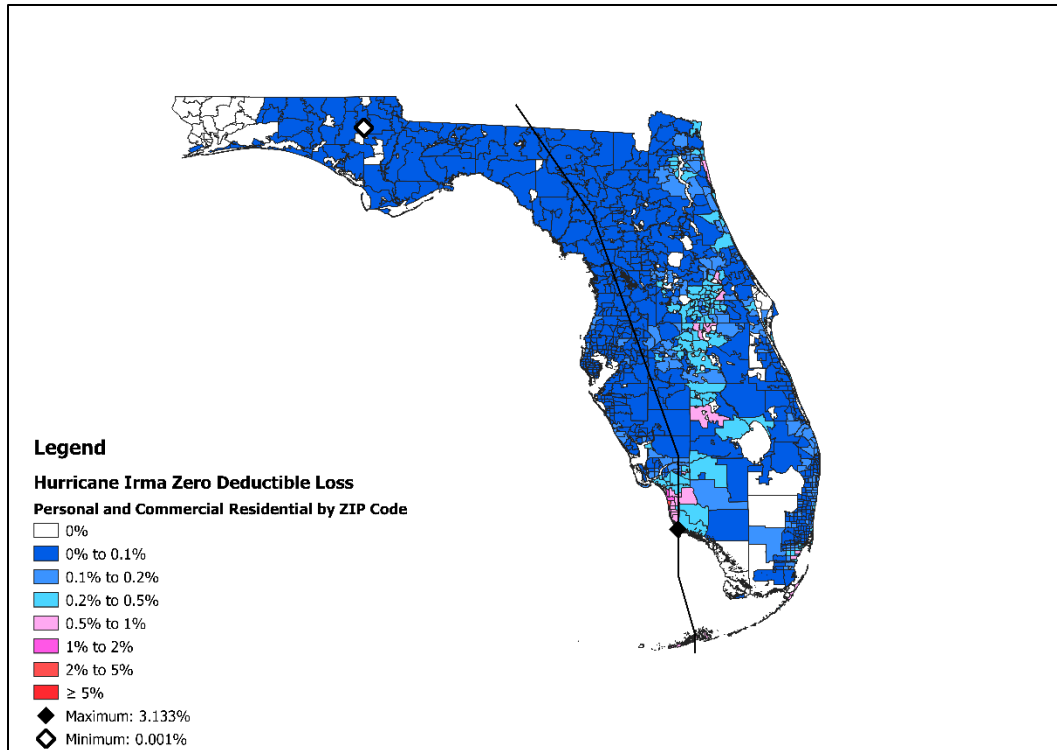 Legend
Hurricane Irma Zero Deductible Loss
Personal and Commercial Residential by ZIP Code
0%
0% to 0.1%
0.1% to 0.2%
0.2% to 0.5%
0.5% to 1%
1% to 2%
2% to 5%
≥ 5%
Maximum: 3.133%
Minimum: 0.001%